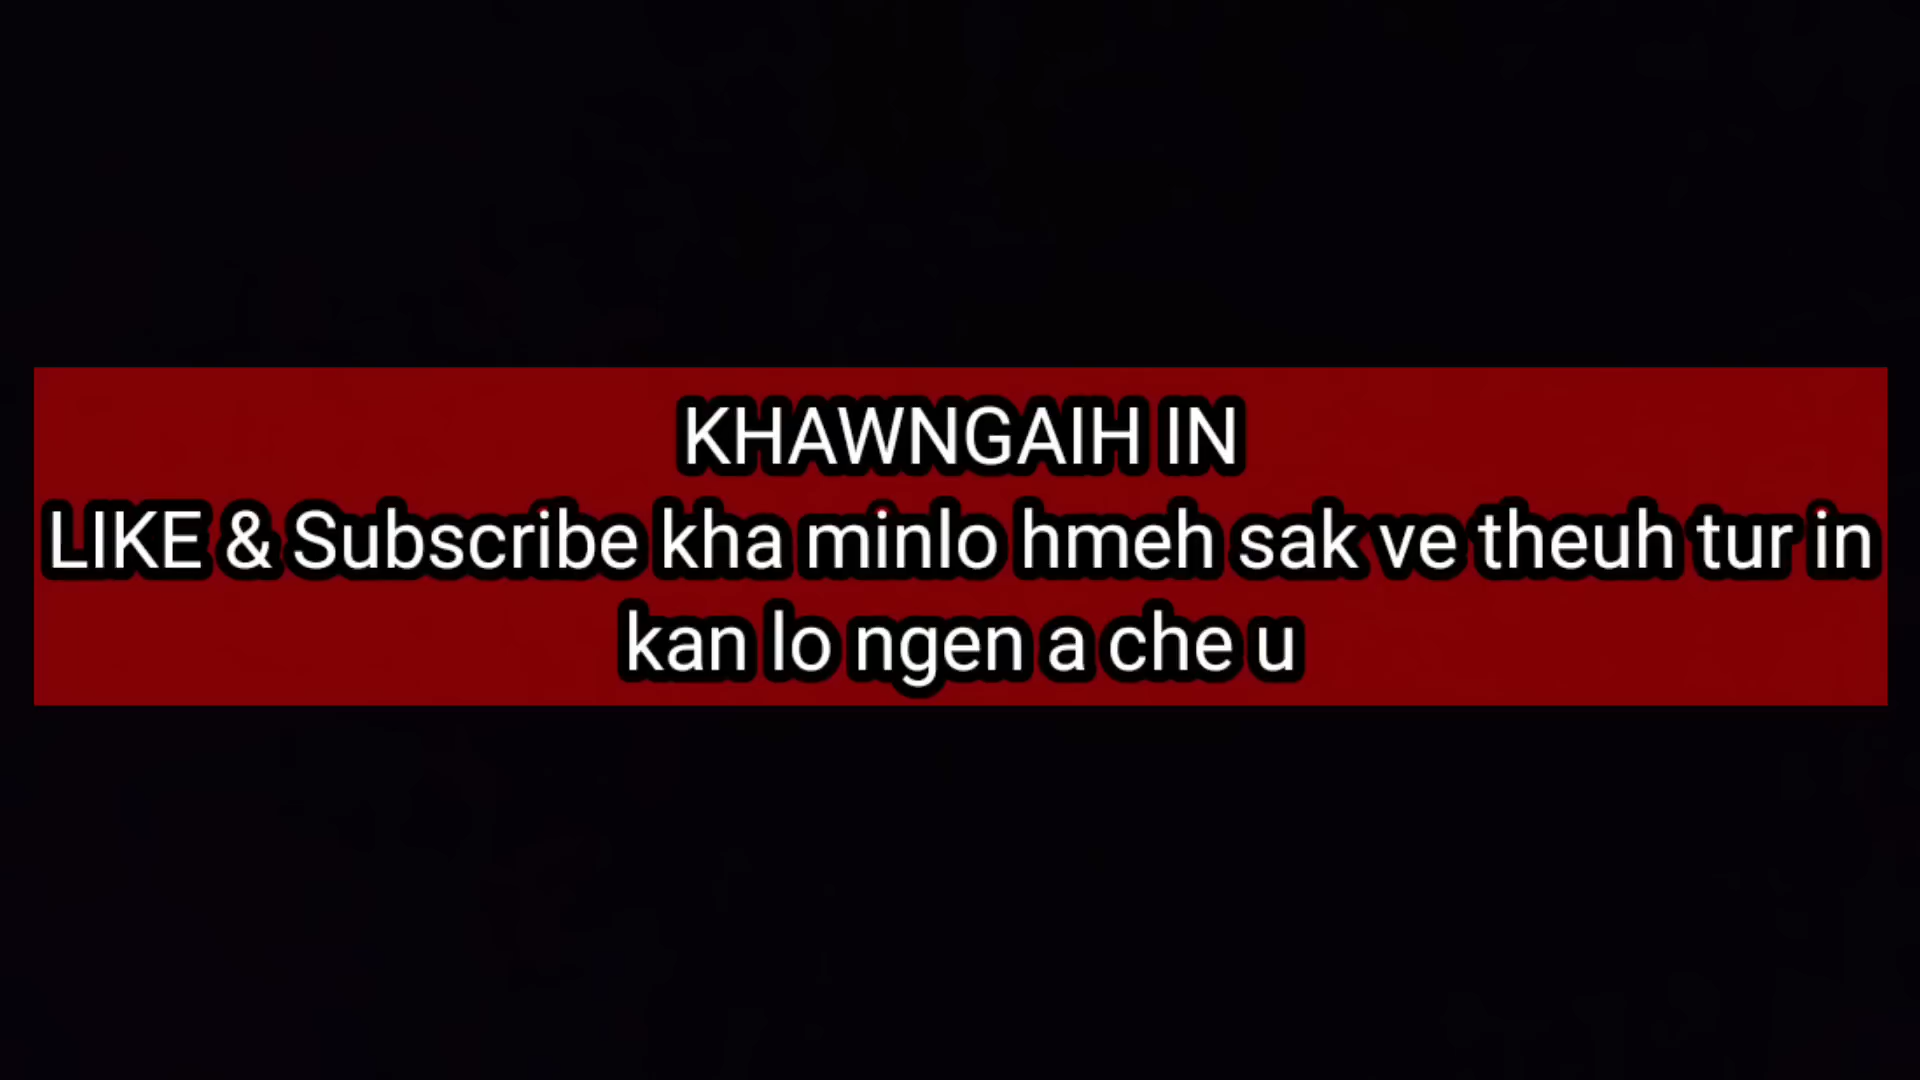 KHAWNGAIH IN
LIKE & Subscribe kha minlo hmeh sak ve theuh tur in
kan lo ngen a che u